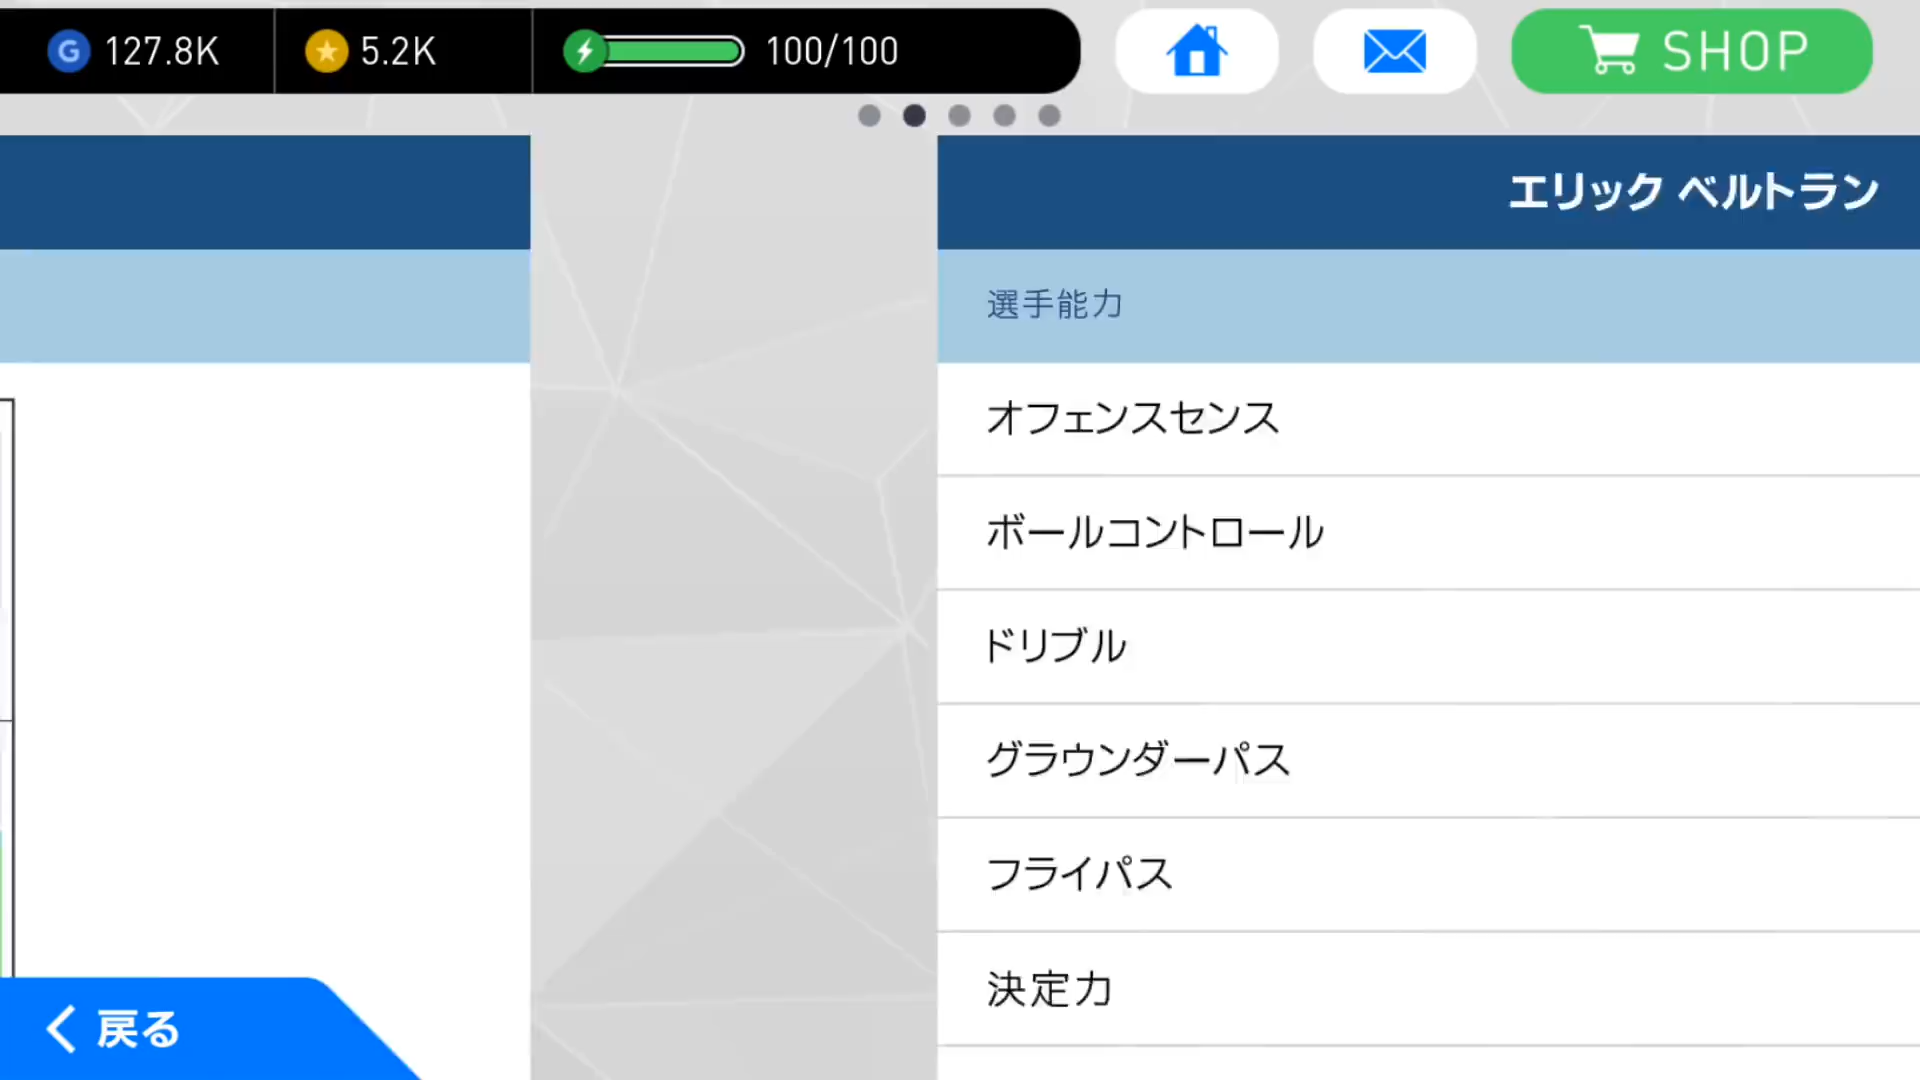 G 127.8K 5.2K 100/100 SHOP
エリック ベルトラン
選手能力
オフェンスセンス
ボールコントロール
ドリブル
グラウンダーパス
フライパス
決定力
戻る